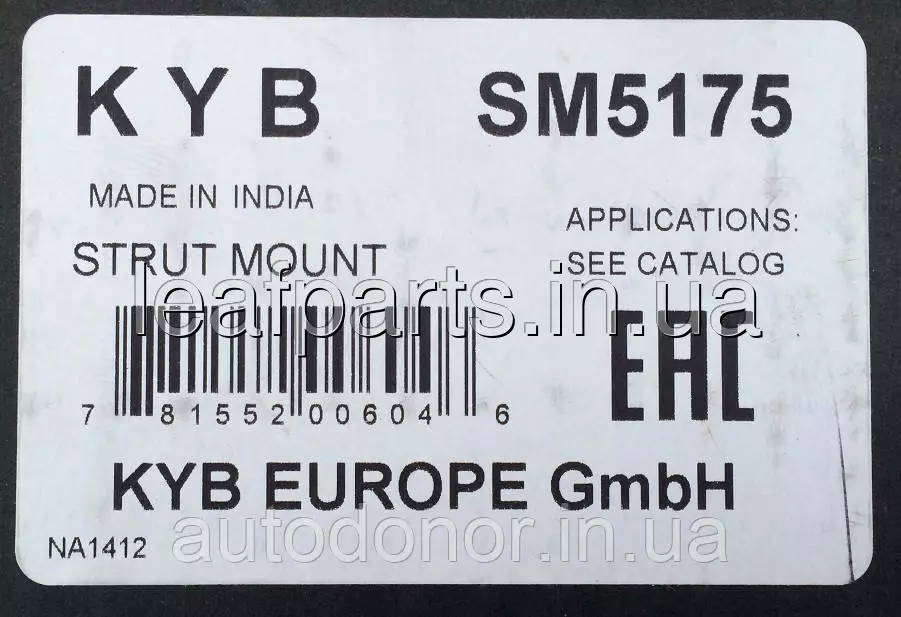 KYB SM5175
MADE IN INDIA
APPLICATIONS:
STRUT MOUNT
SEE CATALOG
leafparts.in.ua
EAC
7 81552 00604 6
KYB EUROPE GmbH
autodonor.in.ua
NA1412